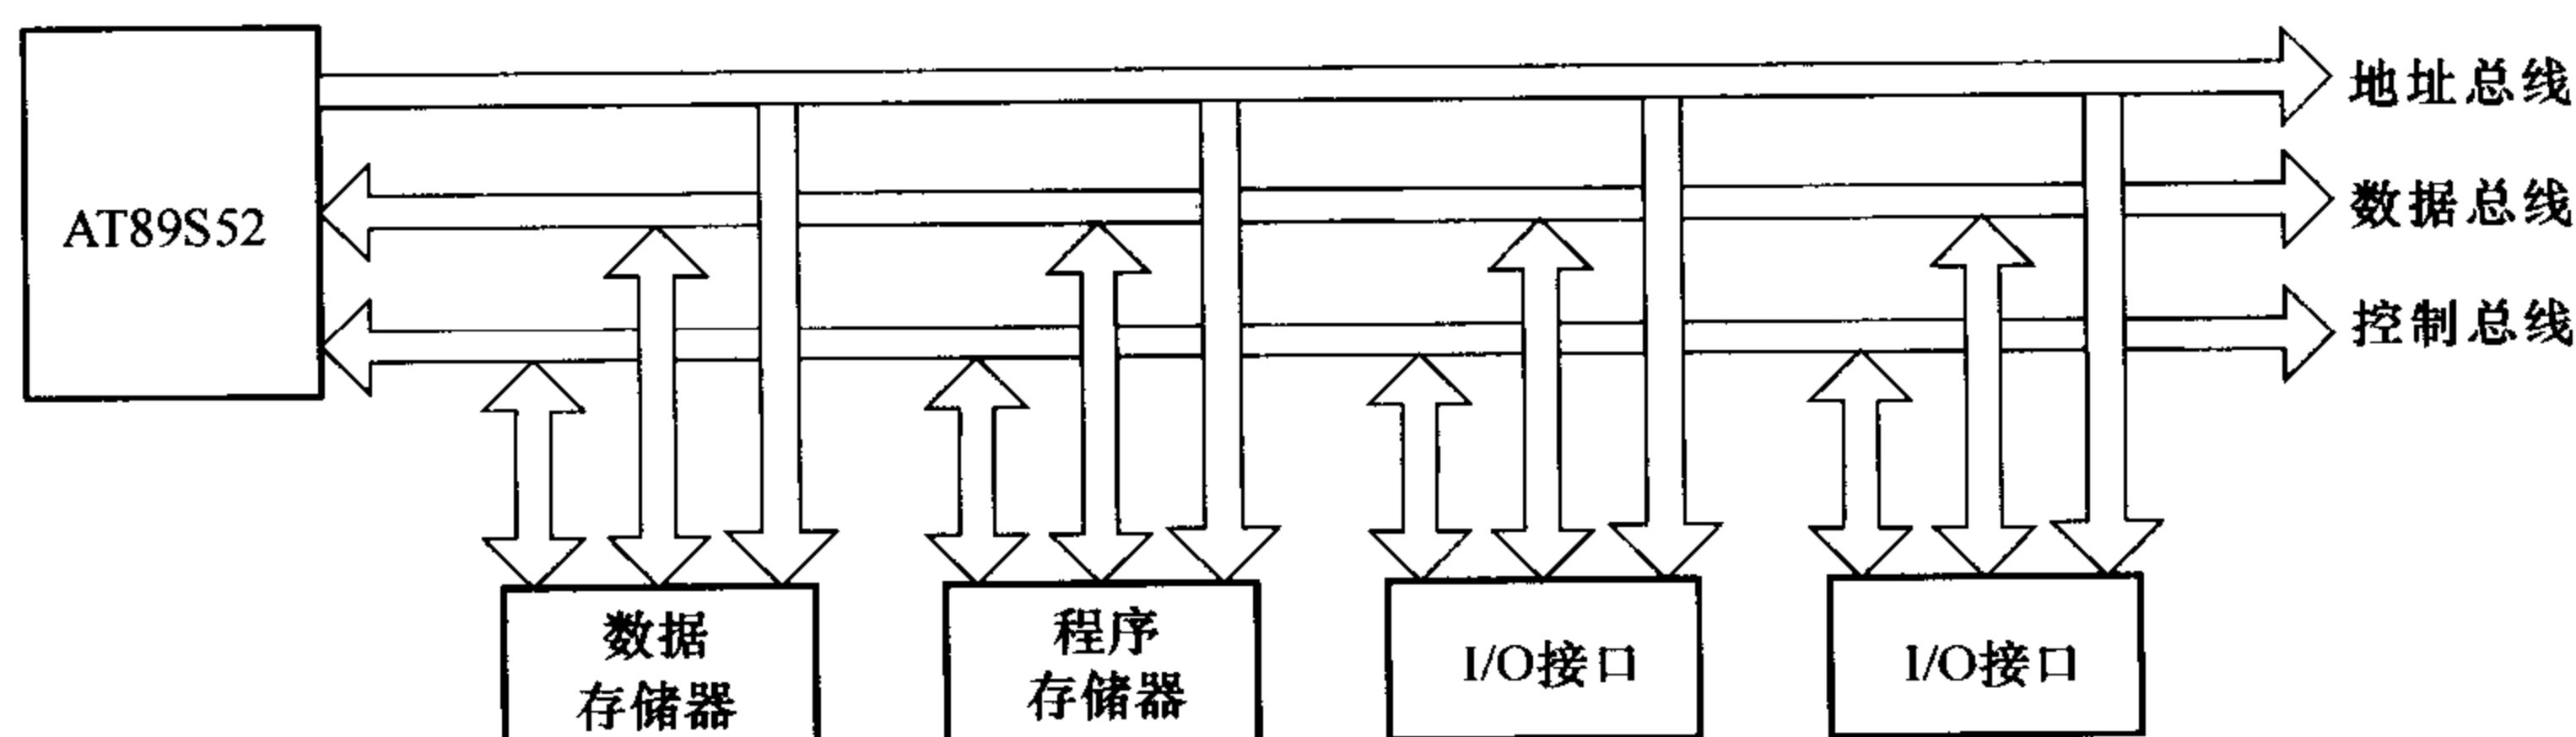 地址总线
数据总线
AT89S52
控制总线
数据
存储器
程序
存储器
I/O接口
I/O接口